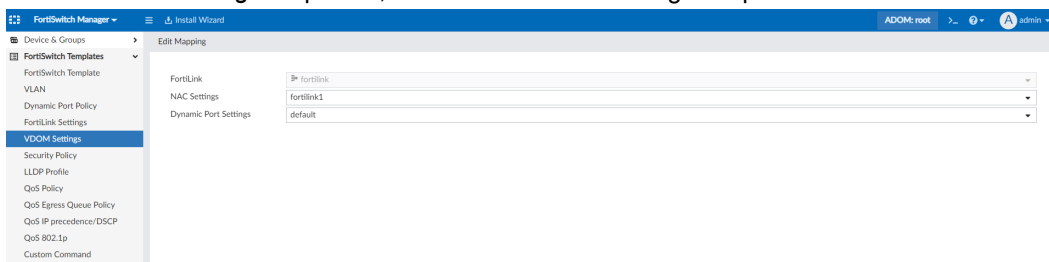 FortiSwitch Manager
Install Wizard
ADOM: root
admin
Device & Groups
Edit Mapping
FortiSwitch Templates
FortiSwitch Template
FortiLink
fortilink
VLAN
NAC Settings
fortilink1
Dynamic Port Policy
Dynamic Port Settings
default
FortiLink Settings
VDOM Settings
Security Policy
LLDP Profile
QoS Policy
QoS Egress Queue Policy
QoS IP precedence/DSCP
QoS 802.1p
Custom Command